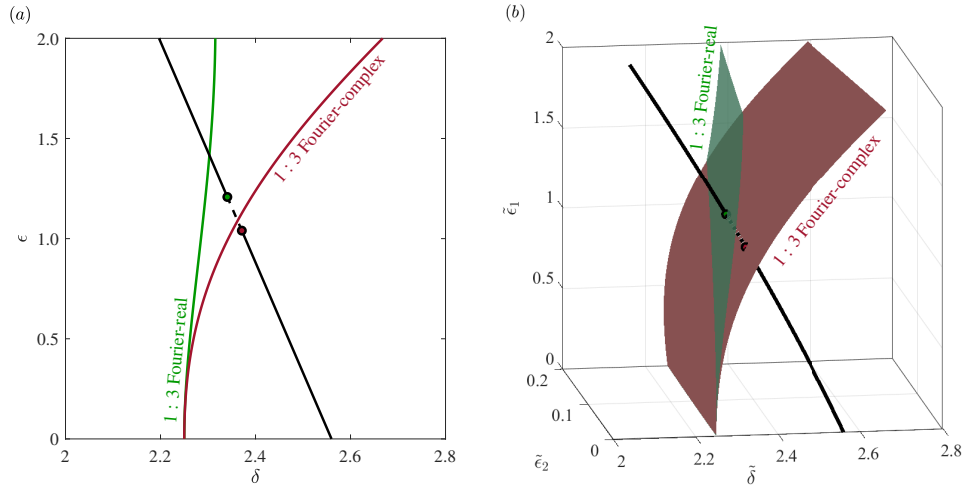 (a)
2.0
1.5
1.0
0.5
0
ϵ
2
2.2
2.4
2.6
2.8
δ
1 : 3 Fourier-real
1 : 3 Fourier-complex
(b)
2
1.5
1
0.5
0
ϵ̃₁
0.2
0.1
0
ϵ̃₂
2
2.2
2.4
2.6
2.8
δ̃
1 : 3 Fourier-real
1 : 3 Fourier-complex